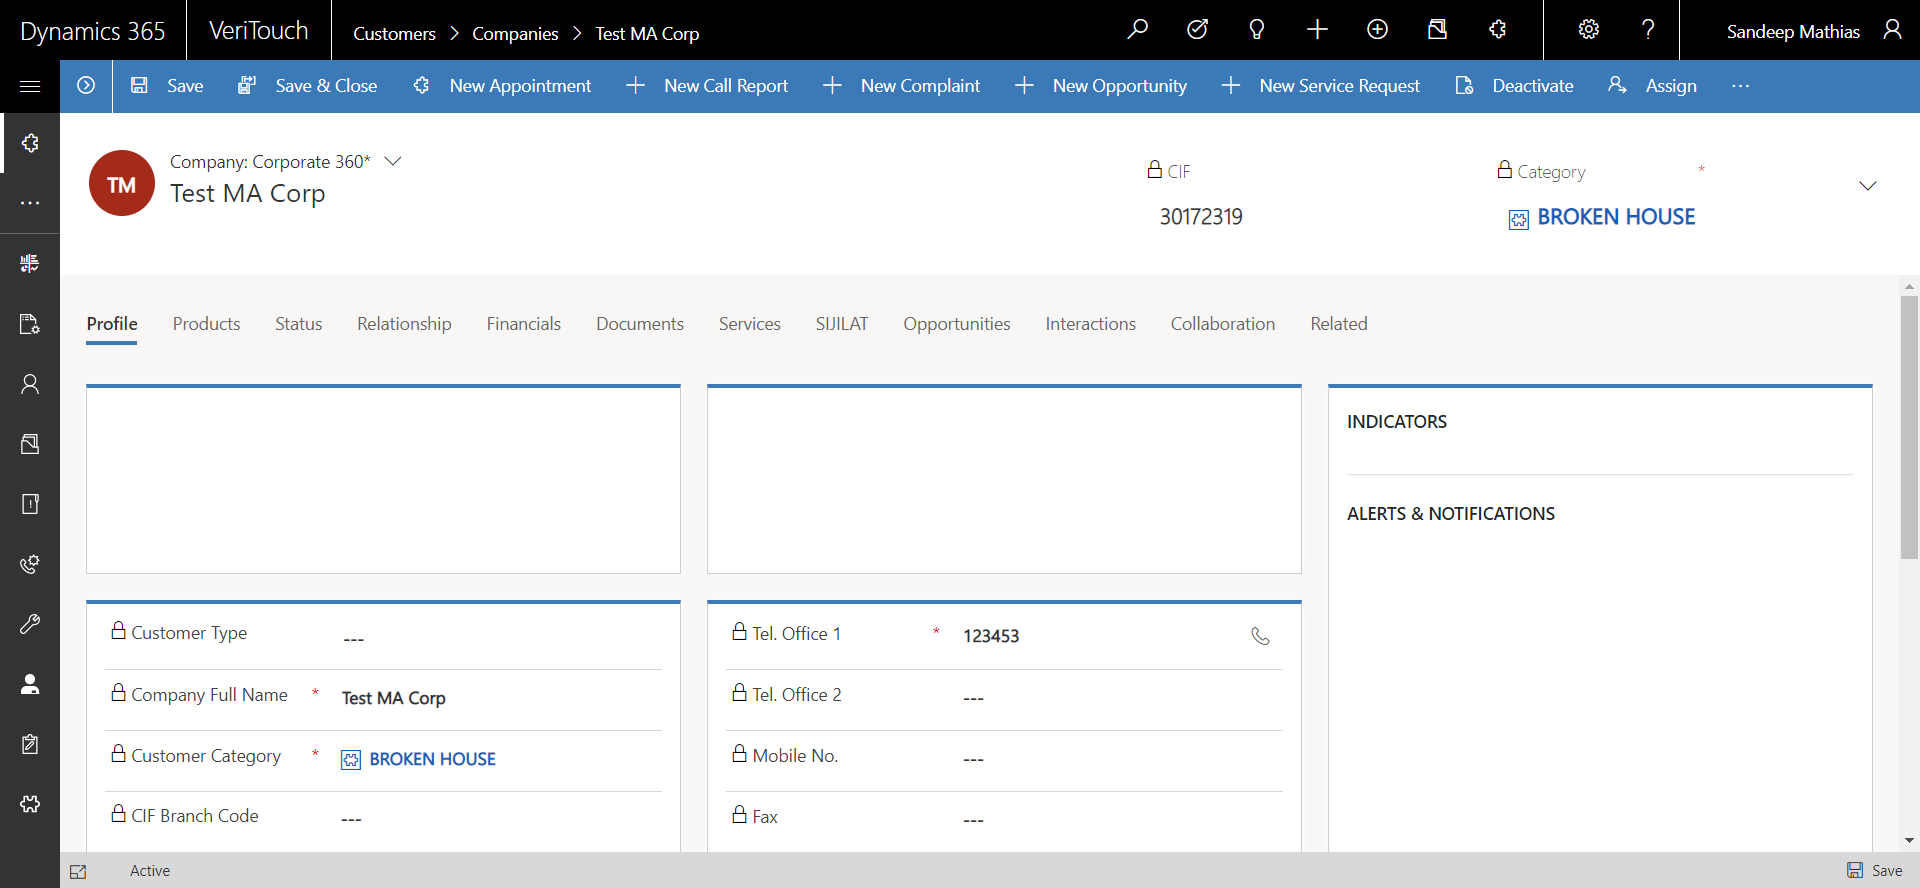 Dynamics 365
VeriTouch
Customers > Companies > Test MA Corp
Sandeep Mathias
Save
Save & Close
New Appointment
New Call Report
New Complaint
New Opportunity
New Service Request
Deactivate
Assign
...
TM
Company: Corporate 360*
Test MA Corp
CIF
30172319
Category *
BROKEN HOUSE
Profile
Products
Status
Relationship
Financials
Documents
Services
SIJILAT
Opportunities
Interactions
Collaboration
Related
INDICATORS
ALERTS & NOTIFICATIONS
Customer Type ---
Company Full Name * Test MA Corp
Customer Category * BROKEN HOUSE
CIF Branch Code ---
Tel. Office 1 * 123453
Tel. Office 2 ---
Mobile No. ---
Fax ---
Active
Save